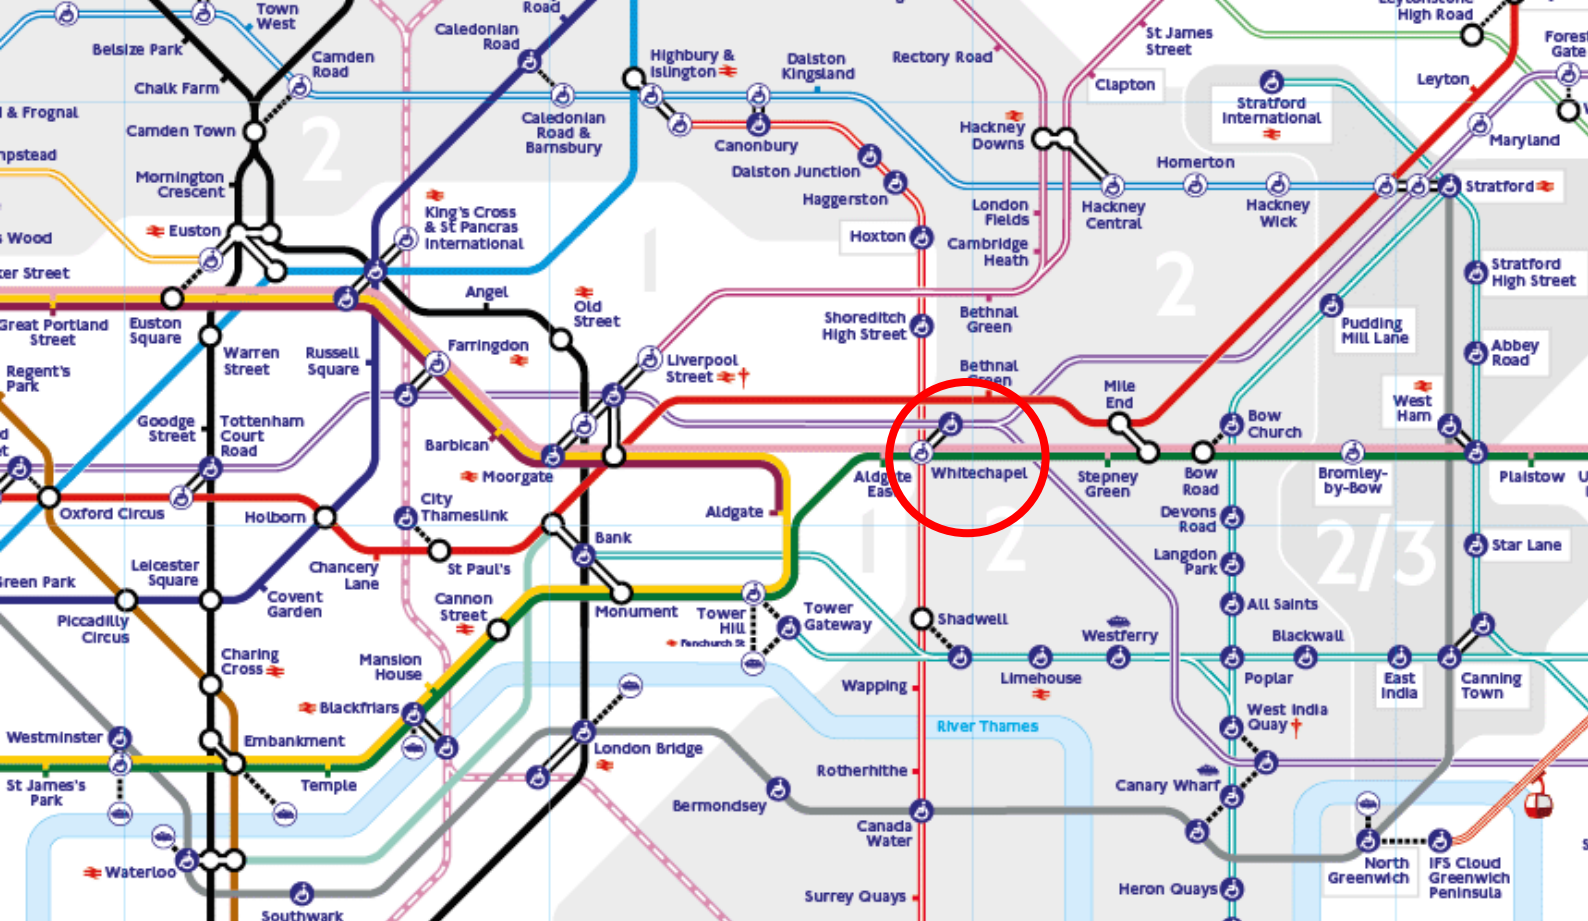 Town
West
Belsize Park
Camden
Road
Chalk Farm
& Frognal
Camden Town
Mornington
Crescent
Euston
King's Cross
& St Pancras
International
Caledonian
Road
Road
Highbury &
Islington
Dalston
Kingsland
Caledonian
Road &
Barnsbury
Canonbury
Dalston Junction
Haggerston
Hoxton
Rectory Road
St James
Street
Clapton
Hackney
Downs
Homerton
London
Fields
Hackney
Central
Hackney
Wick
Cambridge
Heath
Stratford
International
High Road
Leyton
Gate
Maryland
Stratford
Stratford
High Street
Pudding
Mill Lane
Abbey
Road
2
1
2
Wood
Street
Great Portland
Street
Euston
Square
Angel
Old
Street
Shoreditch
High Street
Bethnal
Green
Regent's
Park
Warren
Street
Russell
Square
Farringdon
Liverpool
Street
Bethnal
Green
Mile
End
West
Ham
Goodge
Street
Tottenham
Court
Road
Barbican
Moorgate
Aldgate
East
Whitechapel
Stepney
Green
Bow
Church
Bow
Road
Bromley-
by-Bow
Plaistow
Oxford Circus
Holborn
City
Thameslink
Aldgate
Devons
Road
1
2
2/3
Star Lane
Leicester
Square
Chancery
Lane
St Paul's
Bank
Langdon
Park
Green Park
Covent
Garden
Cannon
Street
Monument
Tower
Hill
Fenchurch St
Tower
Gateway
Shadwell
All Saints
Piccadilly
Circus
Westferry
Blackwall
Charing
Cross
Mansion
House
Wapping
Limehouse
Poplar
East
India
Canning
Town
Blackfriars
River Thames
West India
Quay
Westminster
Embankment
London Bridge
St James's
Park
Temple
Rotherhithe
Canary Wharf
Bermondsey
Canada
Water
Waterloo
North
Greenwich
IFS Cloud
Greenwich
Peninsula
Southwark
Surrey Quays
Heron Quays